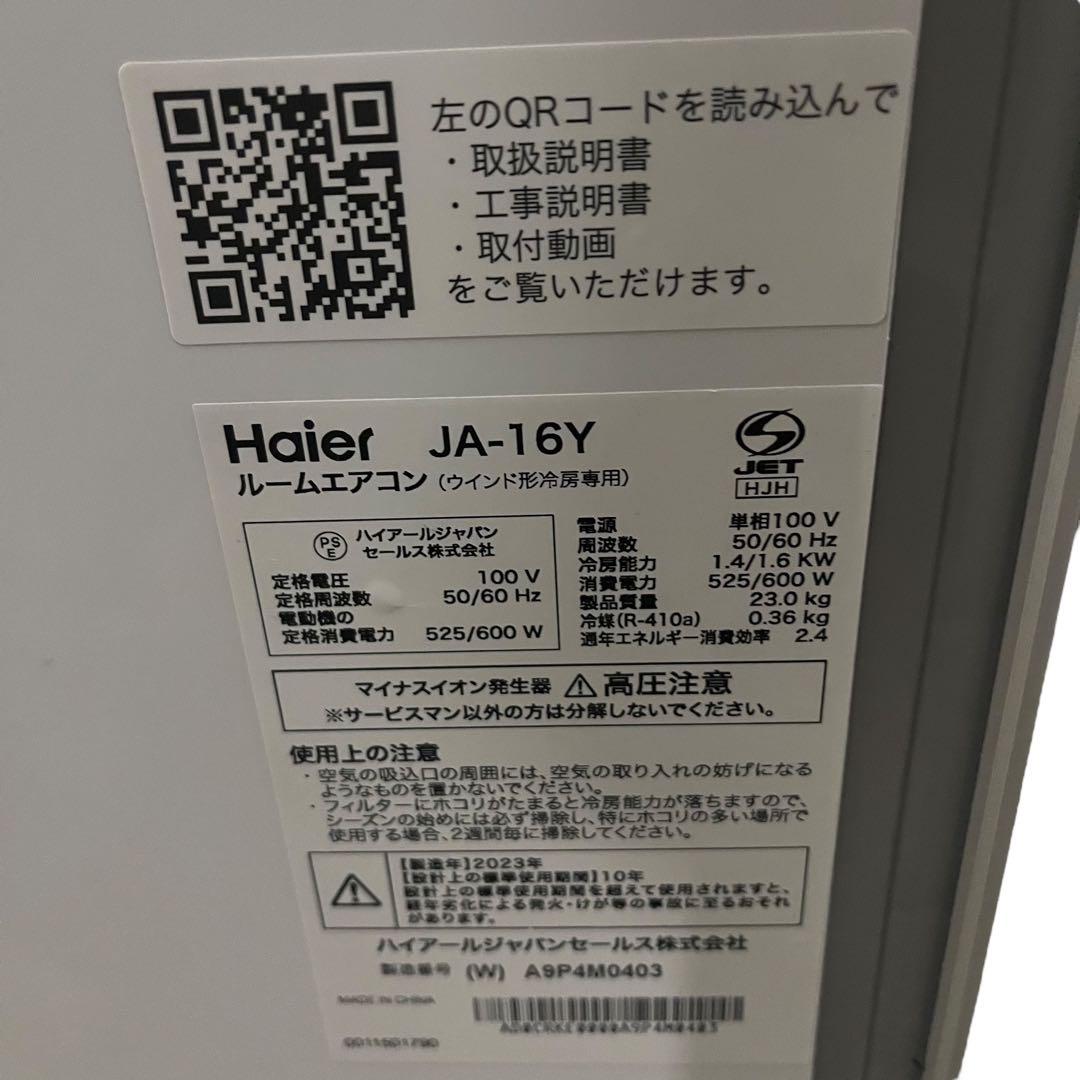 左のQRコードを読み込んで
・取扱説明書
・工事説明書
・取付動画
をご覧いただけます。
Haier JA-16Y
ルームエアコン（ウインド形冷房専用）
JET
HJH
PSE ハイアールジャパン
セールス株式会社
定格電圧 100 V
定格周波数 50/60 Hz
電動機の
定格消費電力 525/600 W
電源 単相100 V
周波数 50/60 Hz
冷房能力 1.4/1.6 KW
消費電力 525/600 W
製品質量 23.0 kg
冷媒(R-410a) 0.36 kg
通年エネルギー消費効率 2.4
マイナスイオン発生器 ⚠高圧注意
※サービスマン以外の方は分解しないでください。
使用上の注意
・空気の吸込口の周囲には、空気の取り入れの妨げになる
ようなものを置かないでください。
・フィルターにホコリがたまると冷房能力が落ちますので、
シーズンの始めには必ず掃除し、特にホコリの多い場所で
使用する場合、2週間毎に掃除してください。
【製造年】2023年
【設計上の標準使用期間】10年
設計上の標準使用期間を超えて使用されますと、
経年劣化による発火・けが等の事故に至るおそれ
があります。
ハイアールジャパンセールス株式会社
製造番号 (W) A9P4M0403
MADE IN CHINA